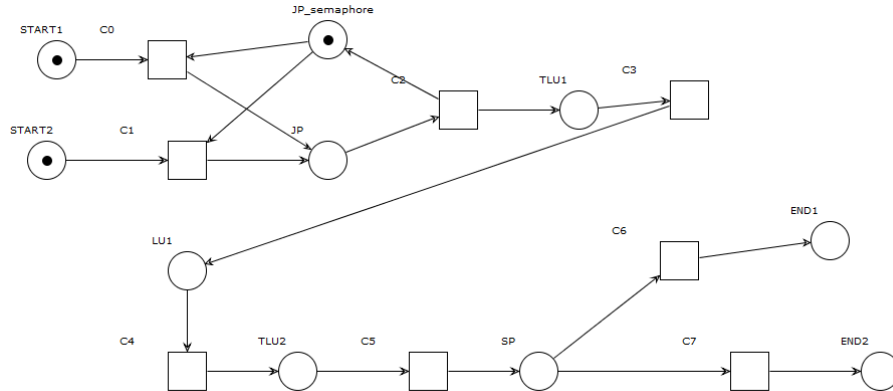 JP_semaphore
START1
C0
C2
TLU1
C3
START2
C1
JP
LU1
C6
END1
C4
TLU2
C5
SP
C7
END2